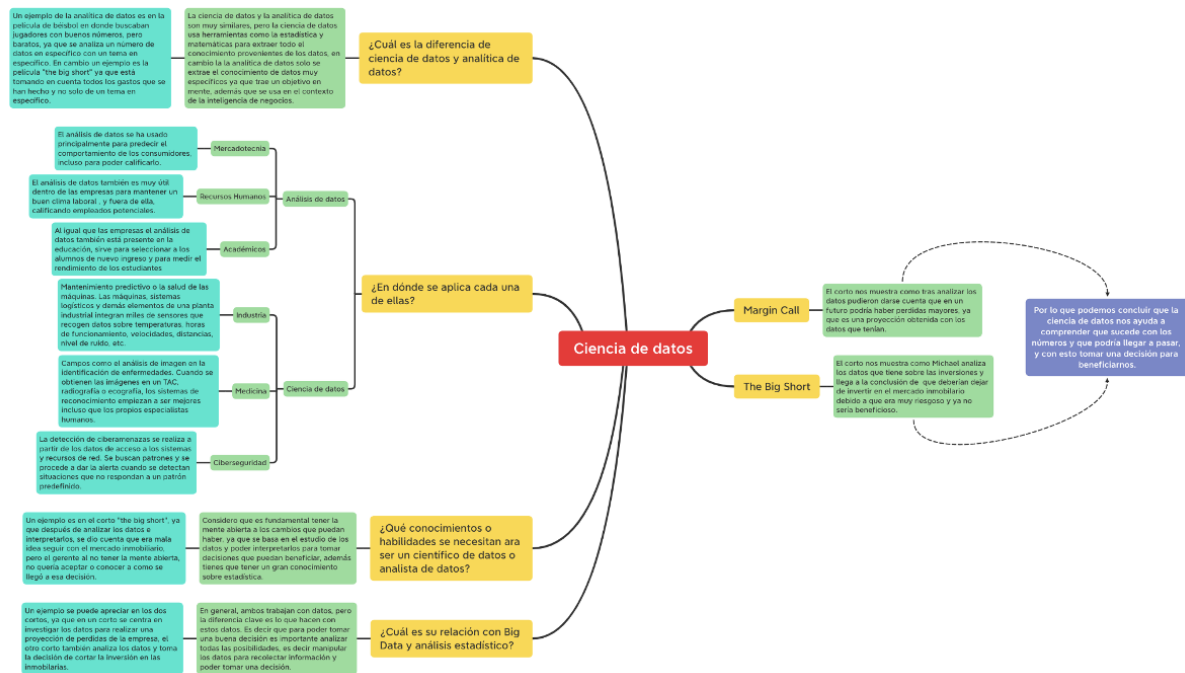 Un ejemplo de la analítica de datos es en la
película de béisbol en donde buscaban
jugadores con buenos números, pero
baratos, ya que se analiza un número de
datos en específico con un tema en
específico. En cambio un ejemplo es la
película "the big short" ya que está
tomando en cuenta todos los gastos que se
han hecho y no solo de un tema en
específico.
La ciencia de datos y la analítica de datos
son muy similares, pero la ciencia de datos
usa herramientas como la estadística y
matemáticas para extraer todo el
conocimiento provenientes de los datos, en
cambio la la analítica de datos solo se
extrae el conocimiento de datos muy
específicos ya que trae un objetivo en
mente, además que se usa en el contexto
de la inteligencia de negocios.
¿Cuál es la diferencia de
ciencia de datos y analítica de
datos?
El análisis de datos se ha usado
principalmente para predecir el
comportamiento de los consumidores,
incluso para poder calificarlo.
Mercadotecnia
El análisis de datos también es muy útil
dentro de las empresas para mantener un
buen clima laboral , y fuera de ella,
calificando empleados potenciales.
Recursos Humanos
Análisis de datos
Al igual que las empresas el análisis de
datos también está presente en la
educación, sirve para seleccionar a los
alumnos de nuevo ingreso y para medir el
rendimiento de los estudiantes
Académicos
¿En dónde se aplica cada una
de ellas?
Mantenimiento predictivo o la salud de las
máquinas. Las máquinas, sistemas
logísticos y demás elementos de una planta
industrial integran miles de sensores que
recogen datos sobre temperaturas, horas
de funcionamiento, velocidades, distancias,
nivel de ruido, etc.
Industria
Campos como el análisis de imagen en la
identificación de enfermedades. Cuando se
obtienen las imágenes en un TAC,
radiografía o ecografía, los sistemas de
reconocimiento empiezan a ser mejores
incluso que los propios especialistas
humanos.
Medicina
Ciencia de datos
La detección de ciberamenazas se realiza a
partir de los datos de acceso a los sistemas
y recursos de red. Se buscan patrones y se
procede a dar la alerta cuando se detectan
situaciones que no respondan a un patrón
predefinido.
Ciberseguridad
Un ejemplo es en el corto "the big short", ya
que después de analizar los datos e
interpretarlos, se dio cuenta que era mala
idea seguir con el mercado inmobiliario,
pero el gerente al no tener la mente abierta,
no quería aceptar o conocer a como se
llegó a esa decisión.
Considero que es fundamental tener la
mente abierta a los cambios que puedan
haber, ya que se basa en el estudio de los
datos y poder interpretarlos para tomar
decisiones que puedan beneficiar, además
tienes que tener un gran conocimiento
sobre estadística.
¿Qué conocimientos o
habilidades se necesitan ara
ser un científico de datos o
analista de datos?
Un ejemplo se puede apreciar en los dos
cortos, ya que en un corto se centra en
investigar los datos para realizar una
proyección de perdidas de la empresa, el
otro corto también analiza los datos y toma
la decisión de cortar la inversión en las
inmobiliarias.
En general, ambos trabajan con datos, pero
la diferencia clave es lo que hacen con
estos datos. Es decir que para poder tomar
una buena decisión es importante analizar
todas las posibilidades, es decir manipular
los datos para recolectar información y
poder tomar una decisión.
¿Cuál es su relación con Big
Data y análisis estadístico?
Ciencia de datos
Margin Call
El corto nos muestra como tras analizar los
datos pudieron darse cuenta que en un
futuro podría haber perdidas mayores, ya
que es una proyección obtenida con los
datos que tenían.
The Big Short
El corto nos muestra como Michael analiza
los datos que tiene sobre las inversiones y
llega a la conclusión de que deberían dejar
de invertir en el mercado inmobiliario
debido a que era muy riesgoso y ya no
sería beneficioso.
Por lo que podemos concluir que la
ciencia de datos nos ayuda a
comprender que sucede con los
números y que podría llegar a pasar,
y con esto tomar una decisión para
beneficiarnos.